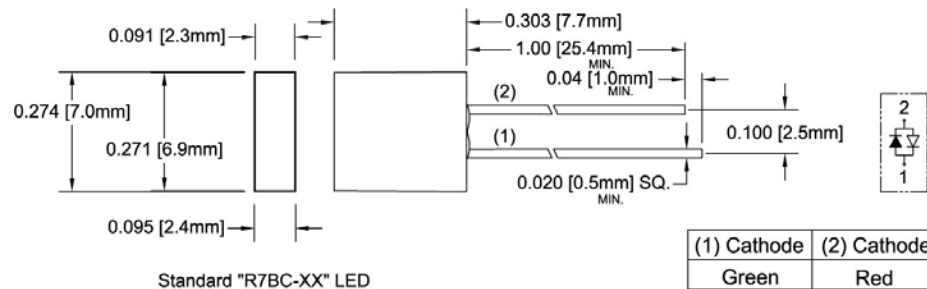 0.303 [7.7mm]
0.091 [2.3mm]
1.00 [25.4mm]
MIN.
0.04 [1.0mm]
MIN.
(2)
0.274 [7.0mm]
0.271 [6.9mm]
(1)
0.100 [2.5mm]
2
1
0.020 [0.5mm] SQ.
MIN.
0.095 [2.4mm]
(1) Cathode (2) Cathode
Green Red
Standard "R7BC-XX" LED